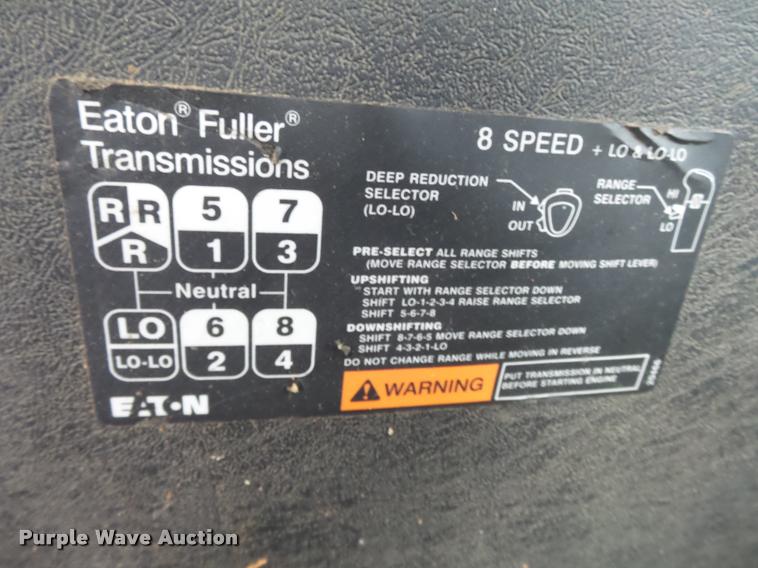 Eaton® Fuller®
Transmissions
8 SPEED + LO & LO-LO
R R 5 7
R 1 3
Neutral
LO 6 8
LO-LO 2 4
EATON
DEEP REDUCTION
SELECTOR
(LO-LO)
IN
OUT
RANGE
SELECTOR
HI
LO
PRE-SELECT ALL RANGE SHIFTS
(MOVE RANGE SELECTOR BEFORE MOVING SHIFT LEVER)
UPSHIFTING
START WITH RANGE SELECTOR DOWN
SHIFT LO-1-2-3-4 RAISE RANGE SELECTOR
SHIFT 5-6-7-8
DOWNSHIFTING
SHIFT 8-7-6-5 MOVE RANGE SELECTOR DOWN
SHIFT 4-3-2-1-LO
DO NOT CHANGE RANGE WHILE MOVING IN REVERSE
WARNING
PUT TRANSMISSION IN NEUTRAL
BEFORE STARTING ENGINE
Purple Wave Auction